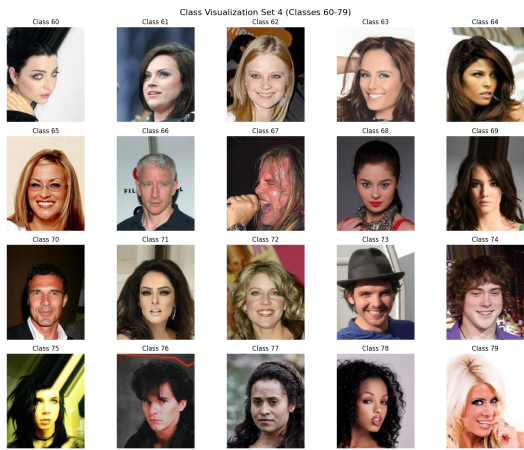 Class Visualization Set 4 (Classes 60-79)
Class 60
Class 61
Class 62
Class 63
Class 64
Class 65
Class 66
Class 67
Class 68
Class 69
FIL
L
Class 70
Class 71
Class 72
Class 73
Class 74
Class 75
Class 76
Class 77
Class 78
Class 79